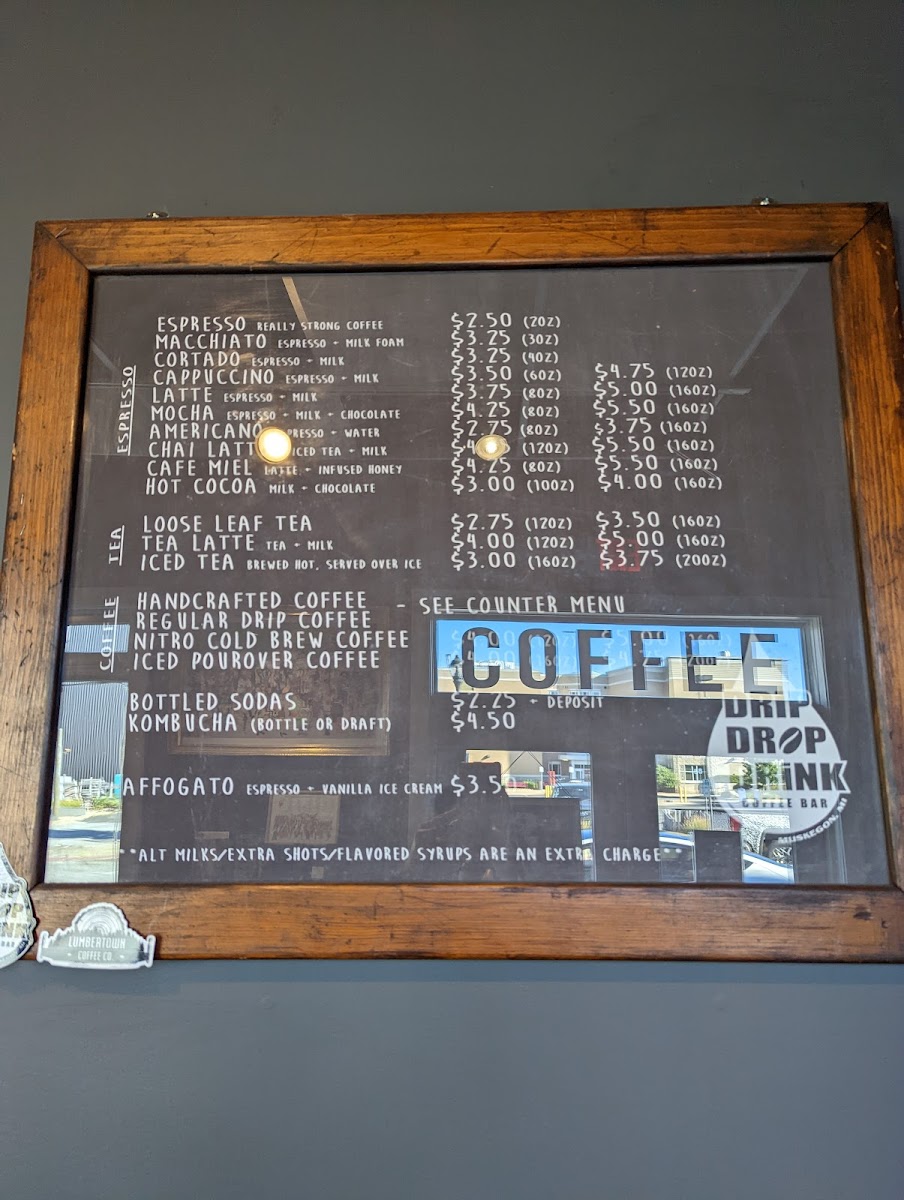 ESPRESSO
ESPRESSO REALLY STRONG COFFEE $2.50 (2OZ)
MACCHIATO ESPRESSO + MILK FOAM $3.25 (3OZ)
CORTADO ESPRESSO + MILK $3.25 (4OZ)
CAPPUCCINO ESPRESSO + MILK $3.50 (6OZ) $4.75 (12OZ)
LATTE ESPRESSO + MILK $3.75 (8OZ) $5.00 (16OZ)
MOCHA ESPRESSO + MILK + CHOCOLATE $4.25 (8OZ) $5.50 (16OZ)
AMERICANO + WATER $2.75 (8OZ) $3.75 (16OZ)
CHAI TEA + MILK (12OZ) $5.50 (16OZ)
CAFE MIEL LATTE + INFUSED HONEY $4.25 (8OZ) $5.50 (16OZ)
HOT COCOA MILK + CHOCOLATE $3.00 (10OZ) $4.00 (16OZ)
TEA
LOOSE LEAF TEA $2.75 (12OZ) $3.50 (16OZ)
TEA LATTE TEA + MILK $4.00 (12OZ) $5.00 (16OZ)
ICED TEA BREWED HOT, SERVED OVER ICE $3.00 (16OZ) $3.75 (20OZ)
COFFEE
HANDCRAFTED COFFEE - SEE COUNTER MENU
REGULAR DRIP COFFEE
NITRO COLD BREW COFFEE
ICED POUROVER COFFEE
COFFEE
BOTTLED SODAS $2.25 + DEPOSIT
KOMBUCHA (BOTTLE OR DRAFT) $4.50
DRIP
DROP
DRINK
COFFEE BAR
MUSKEGON, MI
AFFOGATO ESPRESSO + VANILLA ICE CREAM $3.50
**ALT MILKS/EXTRA SHOTS/FLAVORED SYRUPS ARE AN EXTRA CHARGE
LUMBERTOWN
COFFEE CO.